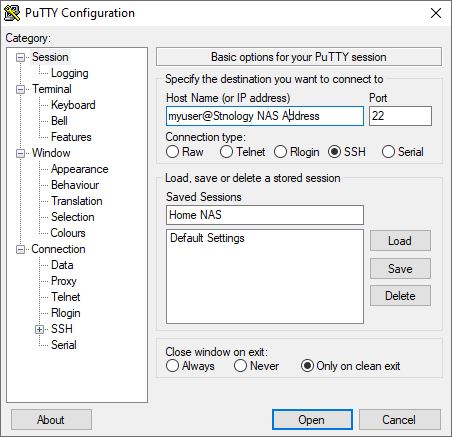 PuTTY Configuration
Category:
Session
Logging
Terminal
Keyboard
Bell
Features
Window
Appearance
Behaviour
Translation
Selection
Colours
Connection
Data
Proxy
Telnet
Rlogin
SSH
Serial
Basic options for your PuTTY session
Specify the destination you want to connect to
Host Name (or IP address) Port
myuser@Stnology NAS Address 22
Connection type:
Raw Telnet Rlogin SSH Serial
Load, save or delete a stored session
Saved Sessions
Home NAS
Default Settings
Load
Save
Delete
Close window on exit:
Always Never Only on clean exit
About Open Cancel